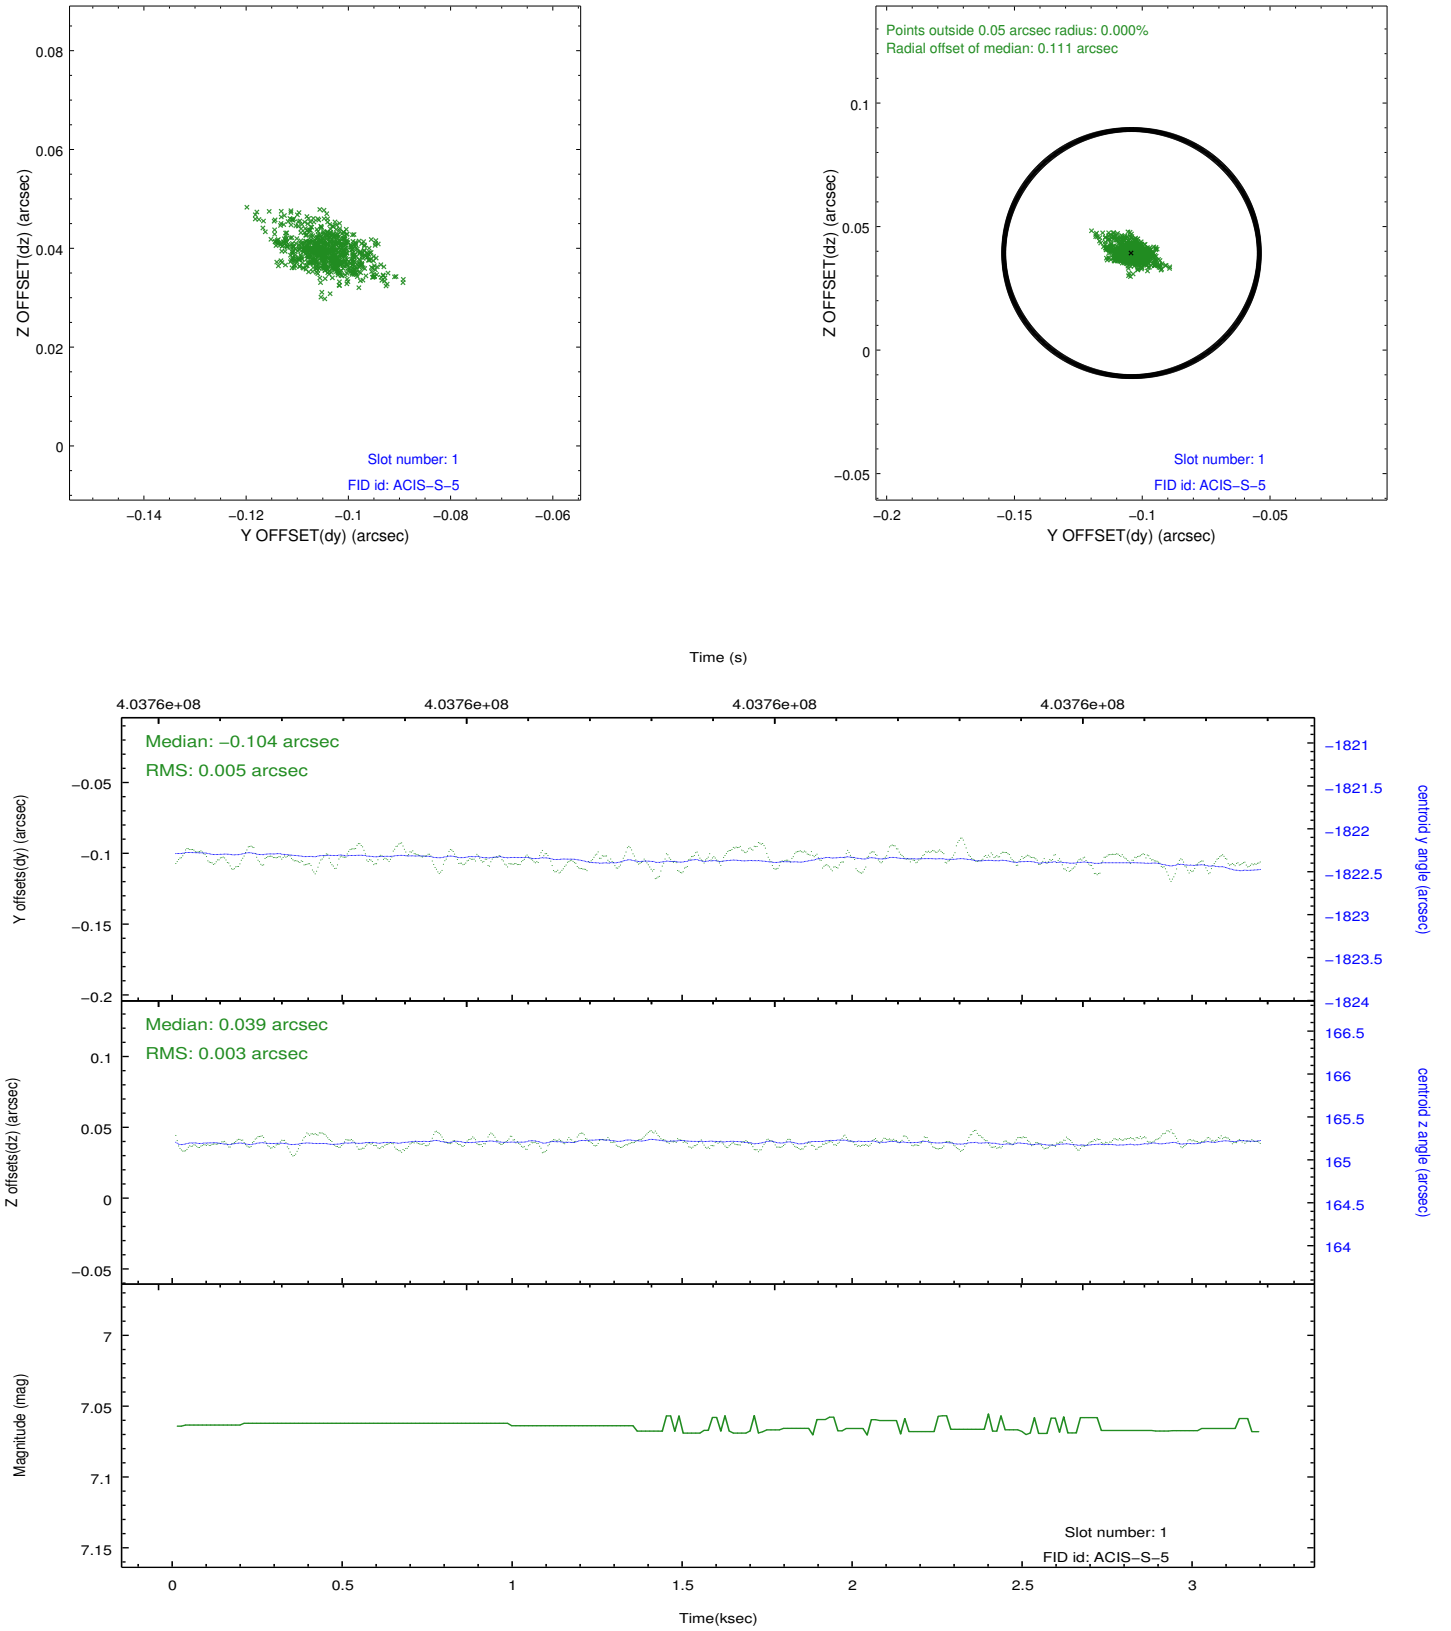 0.08
0.06
0.04
0.02
0
Z OFFSET(dz) (arcsec)
Slot number: 1
FID id: ACIS−S−5
−0.14 −0.12 −0.1 −0.08 −0.06
Y OFFSET(dy) (arcsec)
Points outside 0.05 arcsec radius: 0.000%
Radial offset of median: 0.111 arcsec
0.1
0.05
0
−0.05
Z OFFSET(dz) (arcsec)
Slot number: 1
FID id: ACIS−S−5
−0.2 −0.15 −0.1 −0.05
Y OFFSET(dy) (arcsec)
Time (s)
4.0376e+08 4.0376e+08 4.0376e+08 4.0376e+08
Median: −0.104 arcsec
RMS: 0.005 arcsec
−0.05
−0.1
−0.15
−0.2
Y offsets(dy) (arcsec)
−1821
−1821.5
−1822
−1822.5
−1823
−1823.5
−1824
centroid y angle (arcsec)
Median: 0.039 arcsec
RMS: 0.003 arcsec
0.1
0.05
0
−0.05
Z offsets(dz) (arcsec)
166.5
166
165.5
165
164.5
164
centroid z angle (arcsec)
7
7.05
7.1
7.15
Magnitude (mag)
Slot number: 1
FID id: ACIS−S−5
0 0.5 1 1.5 2 2.5 3
Time(ksec)